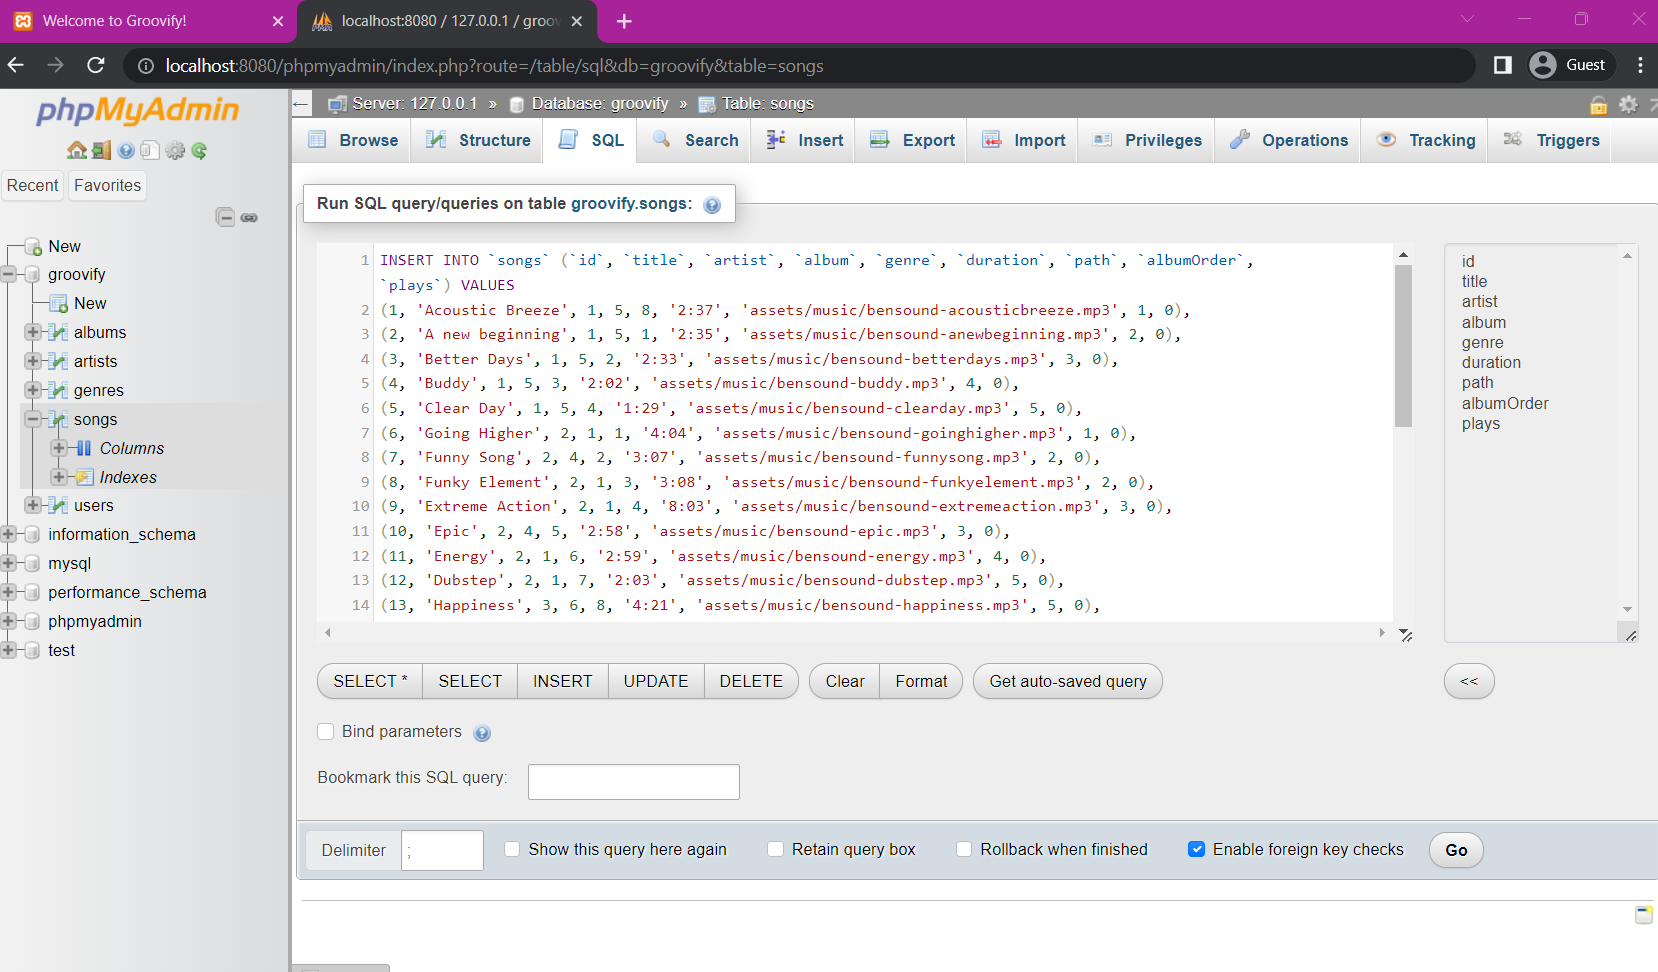 Welcome to Groovify!
localhost:8080 / 127.0.0.1 / groov
localhost:8080/phpmyadmin/index.php?route=/table/sql&db=groovify&table=songs
Guest
phpMyAdmin
Recent
Favorites
New
groovify
New
albums
artists
genres
songs
Columns
Indexes
users
information_schema
mysql
performance_schema
phpmyadmin
test
Server: 127.0.0.1 » Database: groovify » Table: songs
Browse Structure SQL Search Insert Export Import Privileges Operations Tracking Triggers
Run SQL query/queries on table groovify.songs:
1 INSERT INTO `songs` (`id`, `title`, `artist`, `album`, `genre`, `duration`, `path`, `albumOrder`,
`plays`) VALUES
2 (1, 'Acoustic Breeze', 1, 5, 8, '2:37', 'assets/music/bensound-acousticbreeze.mp3', 1, 0),
3 (2, 'A new beginning', 1, 5, 1, '2:35', 'assets/music/bensound-anewbeginning.mp3', 2, 0),
4 (3, 'Better Days', 1, 5, 2, '2:33', 'assets/music/bensound-betterdays.mp3', 3, 0),
5 (4, 'Buddy', 1, 5, 3, '2:02', 'assets/music/bensound-buddy.mp3', 4, 0),
6 (5, 'Clear Day', 1, 5, 4, '1:29', 'assets/music/bensound-clearday.mp3', 5, 0),
7 (6, 'Going Higher', 2, 1, 1, '4:04', 'assets/music/bensound-goinghigher.mp3', 1, 0),
8 (7, 'Funny Song', 2, 4, 2, '3:07', 'assets/music/bensound-funnysong.mp3', 2, 0),
9 (8, 'Funky Element', 2, 1, 3, '3:08', 'assets/music/bensound-funkyelement.mp3', 2, 0),
10 (9, 'Extreme Action', 2, 1, 4, '8:03', 'assets/music/bensound-extremeaction.mp3', 3, 0),
11 (10, 'Epic', 2, 4, 5, '2:58', 'assets/music/bensound-epic.mp3', 3, 0),
12 (11, 'Energy', 2, 1, 6, '2:59', 'assets/music/bensound-energy.mp3', 4, 0),
13 (12, 'Dubstep', 2, 1, 7, '2:03', 'assets/music/bensound-dubstep.mp3', 5, 0),
14 (13, 'Happiness', 3, 6, 8, '4:21', 'assets/music/bensound-happiness.mp3', 5, 0),
id
title
artist
album
genre
duration
path
albumOrder
plays
SELECT * SELECT INSERT UPDATE DELETE Clear Format Get auto-saved query <<
Bind parameters
Bookmark this SQL query:
Delimiter ; Show this query here again Retain query box Rollback when finished Enable foreign key checks Go